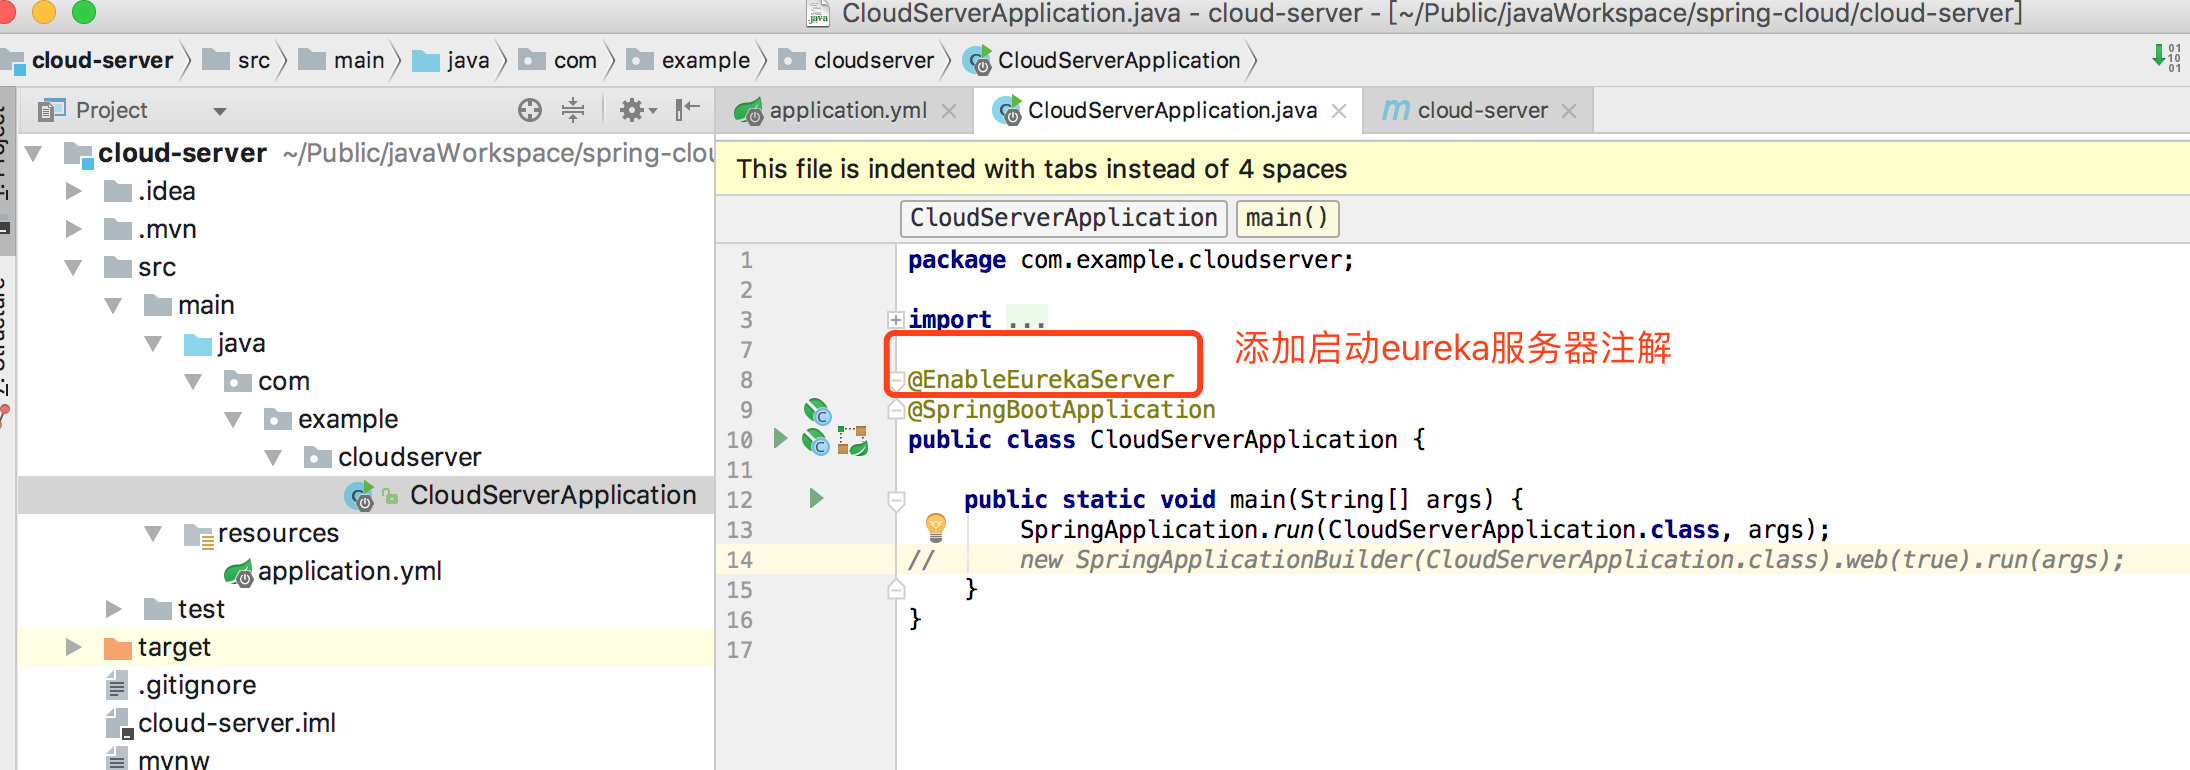 CloudServerApplication.java - cloud-server - [~/Public/javaWorkspace/spring-cloud/cloud-server]
cloud-server src main java com example cloudserver CloudServerApplication
Project
application.yml CloudServerApplication.java m cloud-server
cloud-server ~/Public/javaWorkspace/spring-clou
.idea
.mvn
src
main
java
com
example
cloudserver
CloudServerApplication
resources
application.yml
test
target
.gitignore
cloud-server.iml
mvnw
This file is indented with tabs instead of 4 spaces
CloudServerApplication main()
1 package com.example.cloudserver;
2
3 import ...
7
添加启动eureka服务器注解
8 @EnableEurekaServer
9 @SpringBootApplication
10 public class CloudServerApplication {
11
12 public static void main(String[] args) {
13 SpringApplication.run(CloudServerApplication.class, args);
14 // new SpringApplicationBuilder(CloudServerApplication.class).web(true).run(args);
15 }
16 }
17